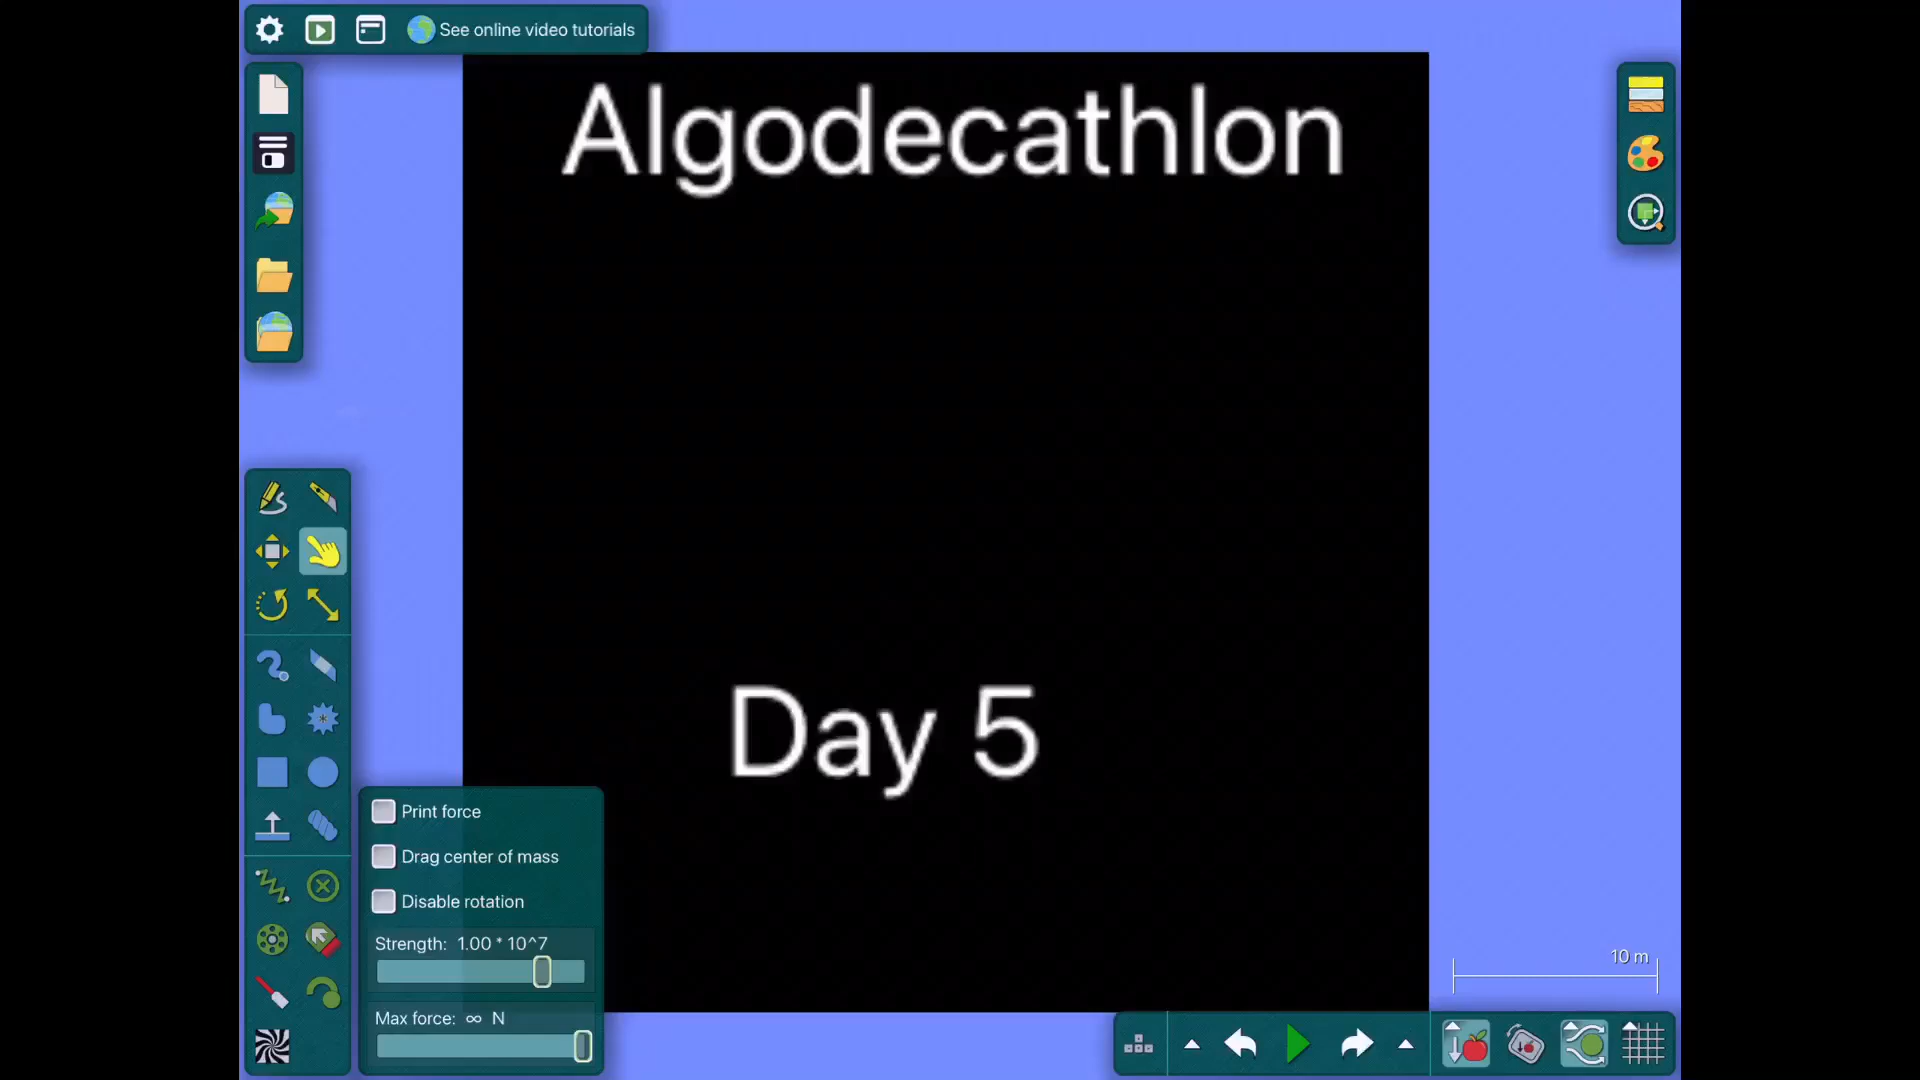 See online video tutorials
Algodecathlon
Day 5
Print force
Drag center of mass
Disable rotation
Strength: 1.00 * 10^7
Max force: ∞ N
10 m